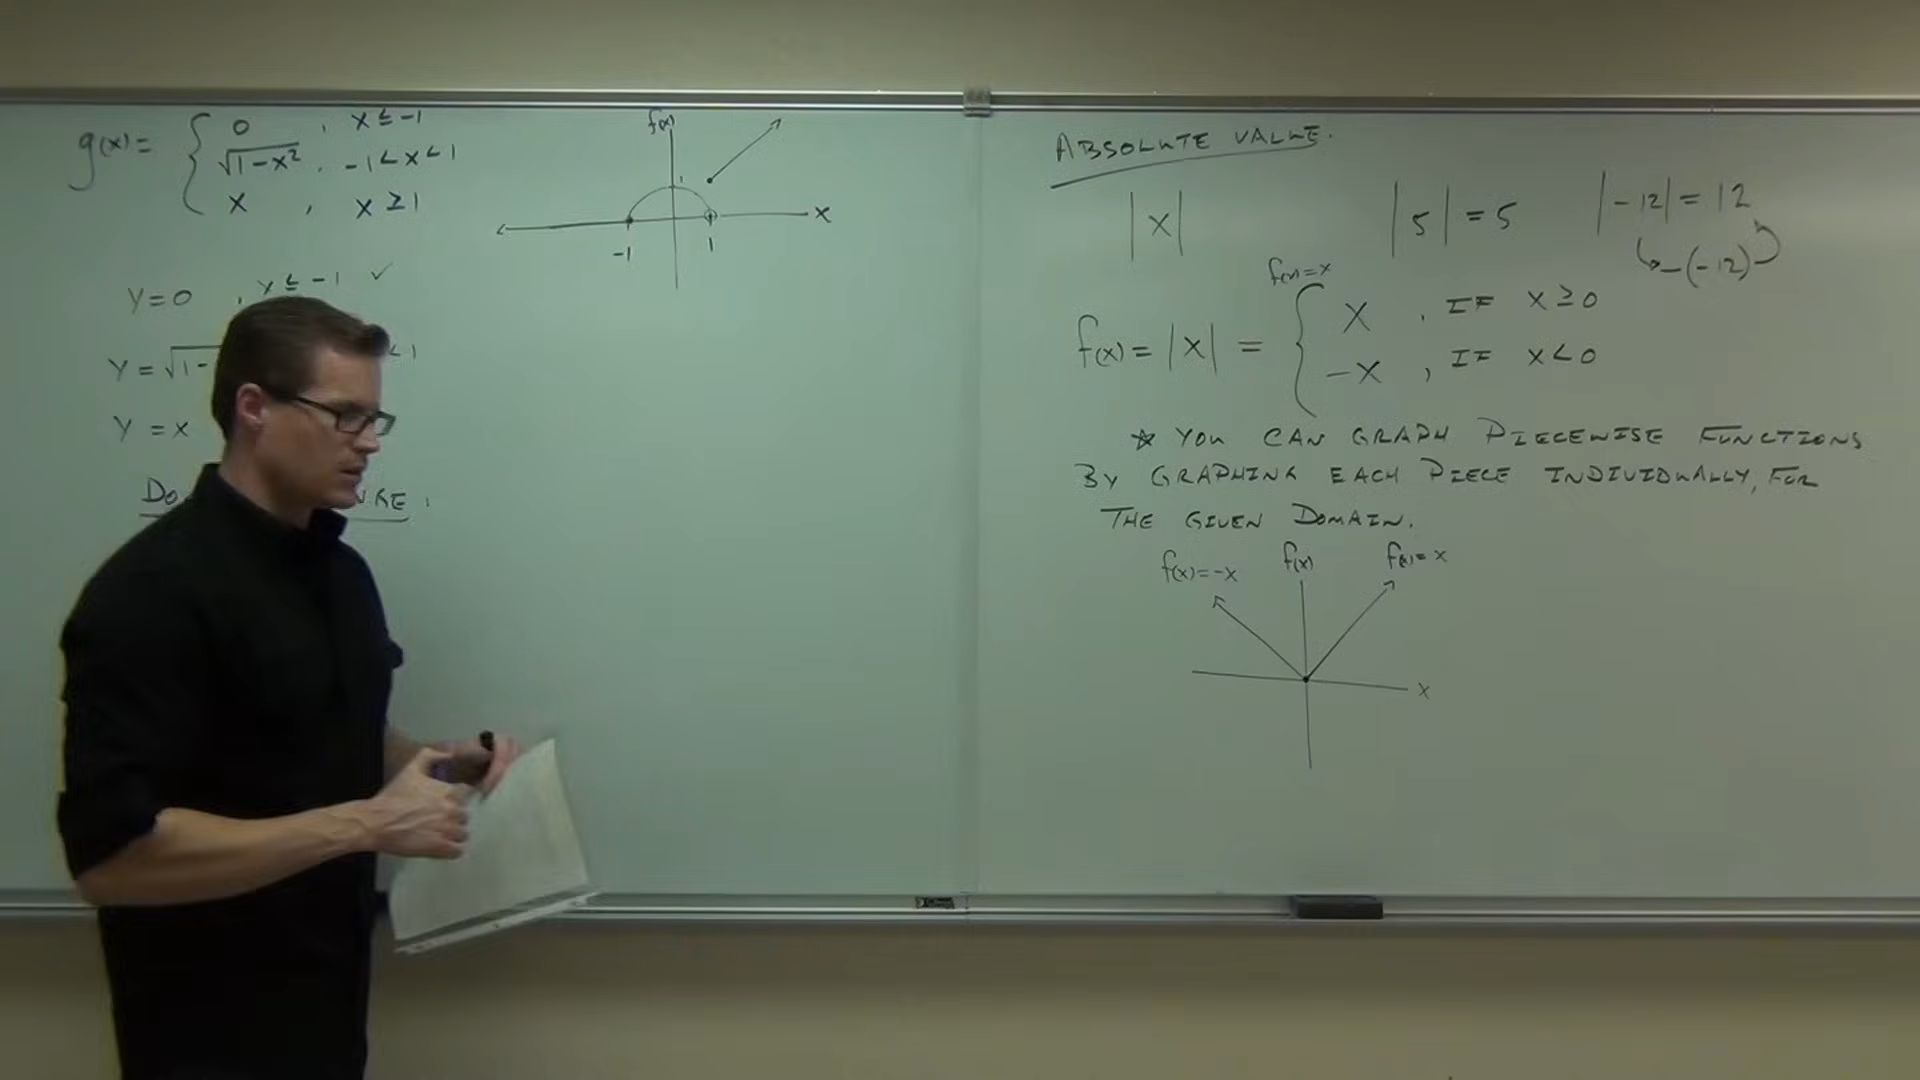 g(x) = { 0 , x ≤ -1
√1-x² , -1 < x < 1
x , x ≥ 1
f(x)
1
x
-1
1
y = 0 , x ≤ -1 ✓
y = √1- < 1
y = x
:
ABSOLUTE VALUE.
|x| |5| = 5 |-12| = 12
-(-12)
f(x) = x
f(x) = |x| = { x , IF x ≥ 0
-x , IF x < 0
☆ YOU CAN GRAPH PIECEWISE FUNCTIONS
BY GRAPHING EACH PIECE INDIVIDUALLY, FOR
THE GIVEN DOMAIN.
f(x) = -x f(x) f(x) = x
x